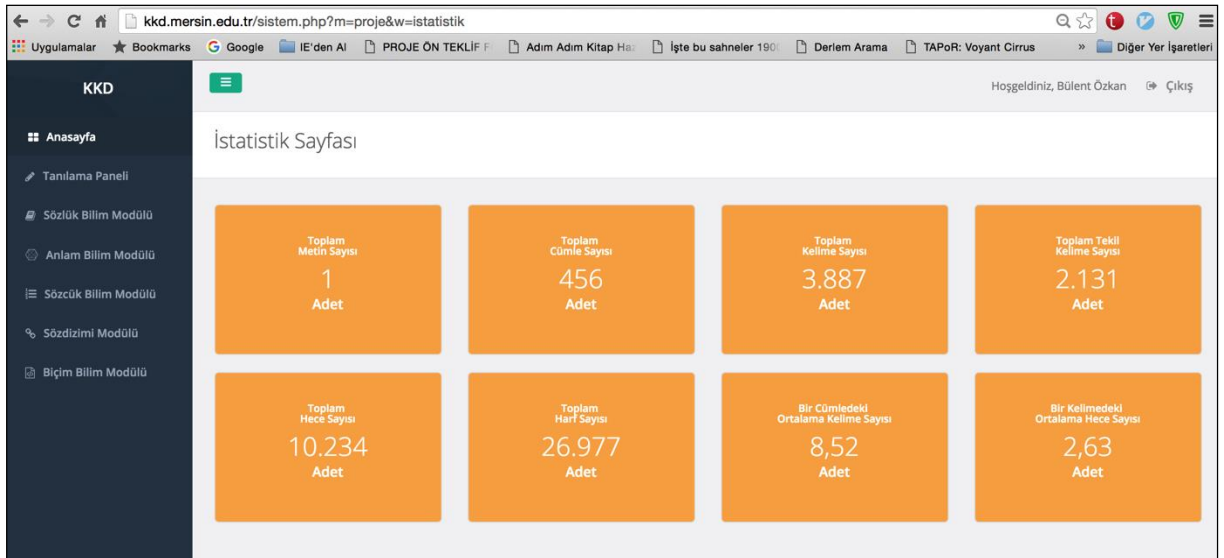 kkd.mersin.edu.tr/sistem.php?m=proje&w=istatistik
Uygulamalar Bookmarks Google IE'den Al PROJE ÖN TEKLİF F Adım Adım Kitap Ha İşte bu sahneler 190 Derlem Arama TAPoR: Voyant Cirrus » Diğer Yer İşaretleri
KKD
Hoşgeldiniz, Bülent Özkan Çıkış
Anasayfa
İstatistik Sayfası
Tanılama Paneli
Sözlük Bilim Modülü
Anlam Bilim Modülü
Sözcük Bilim Modülü
Sözdizimi Modülü
Biçim Bilim Modülü
Toplam
Metin Sayısı
1
Adet
Toplam
Cümle Sayısı
456
Adet
Toplam
Kelime Sayısı
3.887
Adet
Toplam Tekil
Kelime Sayısı
2.131
Adet
Toplam
Hece Sayısı
10.234
Adet
Toplam
Harf Sayısı
26.977
Adet
Bir Cümledeki
Ortalama Kelime Sayısı
8,52
Adet
Bir Kelimedeki
Ortalama Hece Sayısı
2,63
Adet